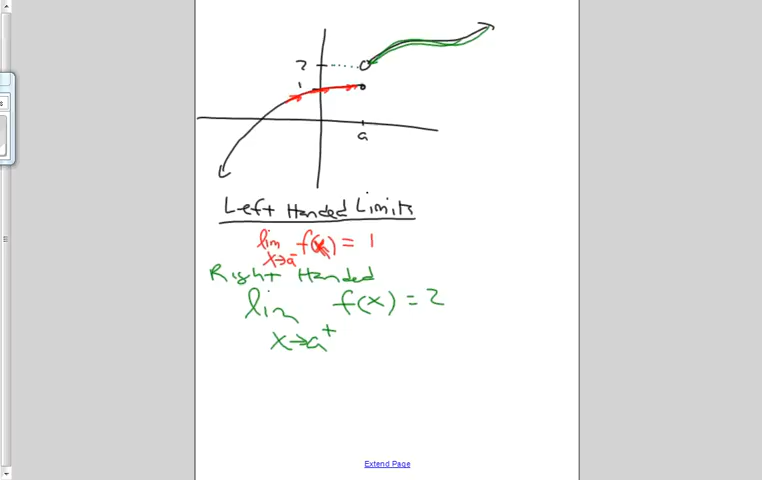 2
1
a
Left Handed Limits
lim f(x) = 1
x→a⁻
Right Handed
lim f(x) = 2
x→a⁺
Extend Page